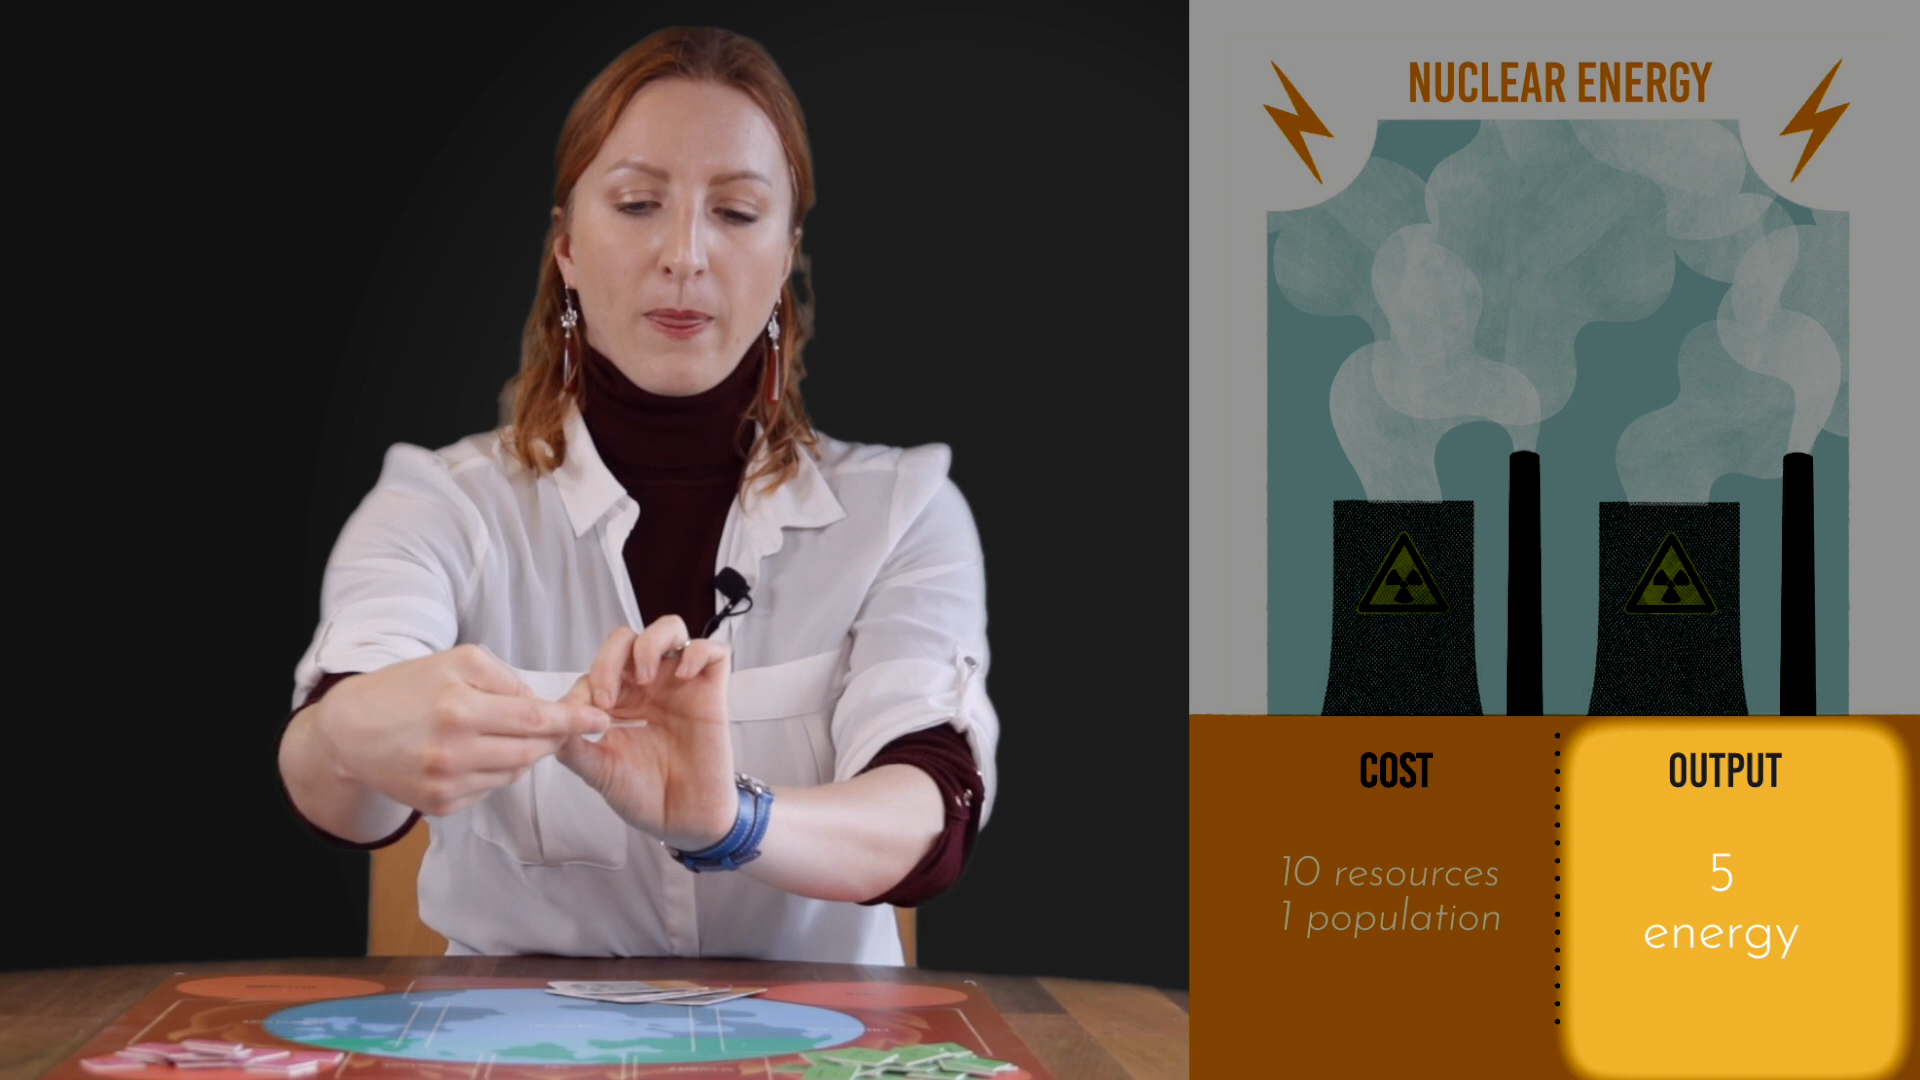 NUCLEAR ENERGY
COST
10 resources
1 population
OUTPUT
5
energy